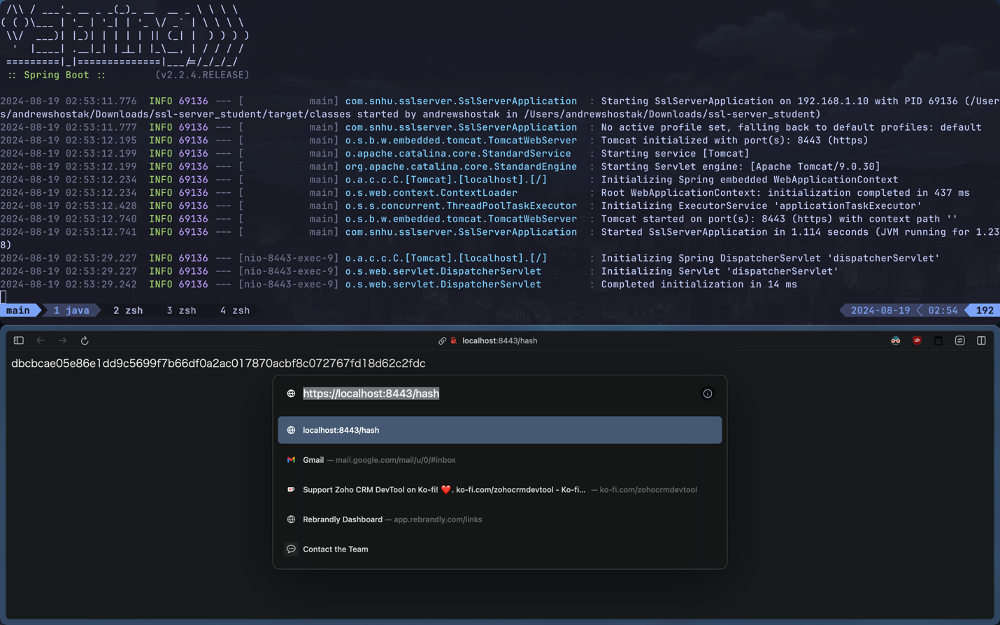 :: Spring Boot ::        (v2.2.4.RELEASE)
2024-08-19 02:53:11.776  INFO 69136 --- [           main] com.snhu.sslserver.SslServerApplication  : Starting SslServerApplication on 192.168.1.10 with PID 69136 (/User
s/andrewshostak/Downloads/ssl-server_student/target/classes started by andrewshostak in /Users/andrewshostak/Downloads/ssl-server_student)
2024-08-19 02:53:11.777  INFO 69136 --- [           main] com.snhu.sslserver.SslServerApplication  : No active profile set, falling back to default profiles: default
2024-08-19 02:53:12.195  INFO 69136 --- [           main] o.s.b.w.embedded.tomcat.TomcatWebServer  : Tomcat initialized with port(s): 8443 (https)
2024-08-19 02:53:12.199  INFO 69136 --- [           main] o.apache.catalina.core.StandardService   : Starting service [Tomcat]
2024-08-19 02:53:12.199  INFO 69136 --- [           main] org.apache.catalina.core.StandardEngine  : Starting Servlet engine: [Apache Tomcat/9.0.30]
2024-08-19 02:53:12.234  INFO 69136 --- [           main] o.a.c.c.C.[Tomcat].[localhost].[/]       : Initializing Spring embedded WebApplicationContext
2024-08-19 02:53:12.234  INFO 69136 --- [           main] o.s.web.context.ContextLoader            : Root WebApplicationContext: initialization completed in 437 ms
2024-08-19 02:53:12.428  INFO 69136 --- [           main] o.s.s.concurrent.ThreadPoolTaskExecutor  : Initializing ExecutorService 'applicationTaskExecutor'
2024-08-19 02:53:12.740  INFO 69136 --- [           main] o.s.b.w.embedded.tomcat.TomcatWebServer  : Tomcat started on port(s): 8443 (https) with context path ''
2024-08-19 02:53:12.741  INFO 69136 --- [           main] com.snhu.sslserver.SslServerApplication  : Started SslServerApplication in 1.114 seconds (JVM running for 1.23
8)
2024-08-19 02:53:29.227  INFO 69136 --- [nio-8443-exec-9] o.a.c.c.C.[Tomcat].[localhost].[/]       : Initializing Spring DispatcherServlet 'dispatcherServlet'
2024-08-19 02:53:29.227  INFO 69136 --- [nio-8443-exec-9] o.s.web.servlet.DispatcherServlet        : Initializing Servlet 'dispatcherServlet'
2024-08-19 02:53:29.242  INFO 69136 --- [nio-8443-exec-9] o.s.web.servlet.DispatcherServlet        : Completed initialization in 14 ms
main 1 java 2 zsh 3 zsh 4 zsh 2024-08-19 02:54 192
localhost:8443/hash
dbcbcae05e86e1dd9c5699f7b66df0a2ac017870acbf8c072767fd18d62c2fdc
https://localhost:8443/hash
localhost:8443/hash
Gmail — mail.google.com/mail/u/0/#inbox
Support Zoho CRM DevTool on Ko-fi! ❤️. ko-fi.com/zohocrmdevtool - Ko-fi... — ko-fi.com/zohocrmdevtool
Rebrandly Dashboard — app.rebrandly.com/links
Contact the Team